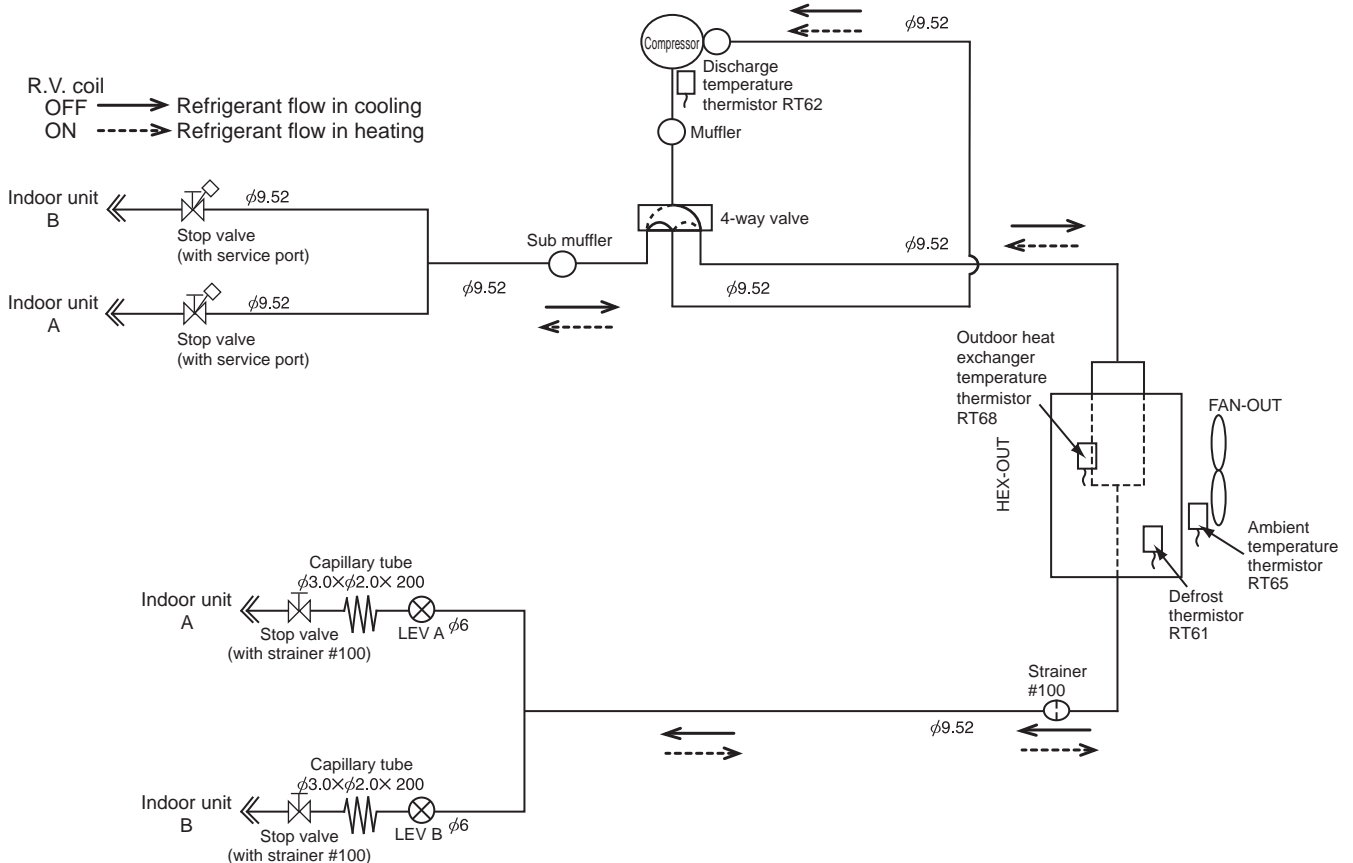 R.V. coil
OFF Refrigerant flow in cooling
ON Refrigerant flow in heating
Compressor
Discharge
temperature
thermistor RT62
Muffler
φ9.52
4-way valve
Indoor unit
B
φ9.52
Stop valve
(with service port)
Indoor unit
A
φ9.52
Stop valve
(with service port)
Sub muffler
φ9.52
φ9.52
φ9.52
Outdoor heat
exchanger
temperature
thermistor
RT68
HEX-OUT
FAN-OUT
Ambient
temperature
thermistor
RT65
Defrost
thermistor
RT61
Capillary tube
φ3.0×φ2.0×200
Indoor unit
A
LEV A φ6
Stop valve
(with strainer #100)
Strainer
#100
φ9.52
Capillary tube
φ3.0×φ2.0×200
Indoor unit
B
LEV B φ6
Stop valve
(with strainer #100)